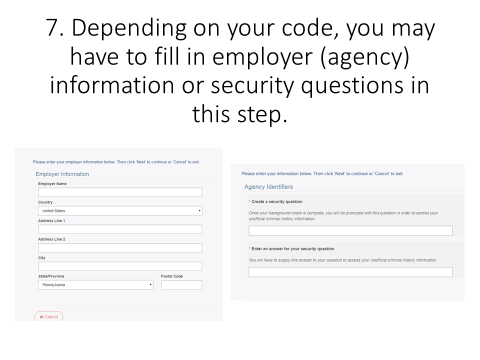 7. Depending on your code, you may
have to fill in employer (agency)
information or security questions in
this step.
Please enter your employer information below. Then click 'Next' to continue or 'Cancel' to exit.
Employer Information
Employer Name
Country
United States
Address Line 1
Address Line 2
City
State/Province
Postal Code
Pennsylvania
✖ Cancel
Please enter your information below. Then click 'Next' to continue or 'Cancel' to exit.
Agency Identifiers
* Create a security question
Once your background check is completed, you will be prompted with this question in order to access your
unofficial criminal history information
* Enter an answer for your security question
You will have to supply this answer to your question to access your unofficial criminal history information